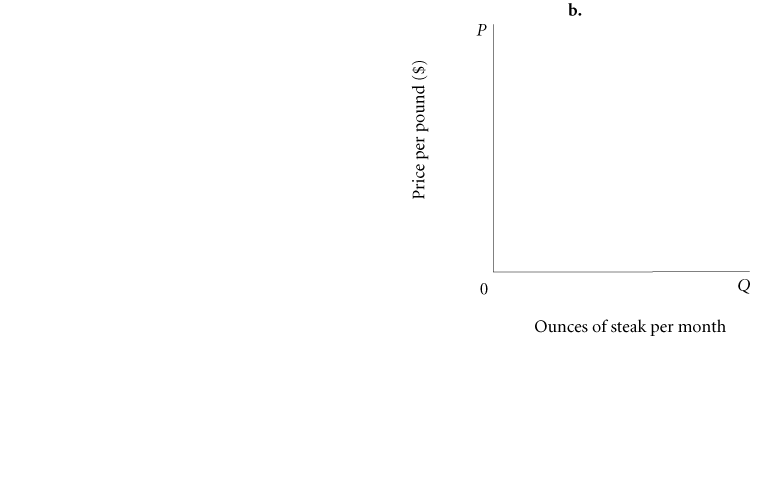 b.
P
Price per pound ($)
0
Q
Ounces of steak per month